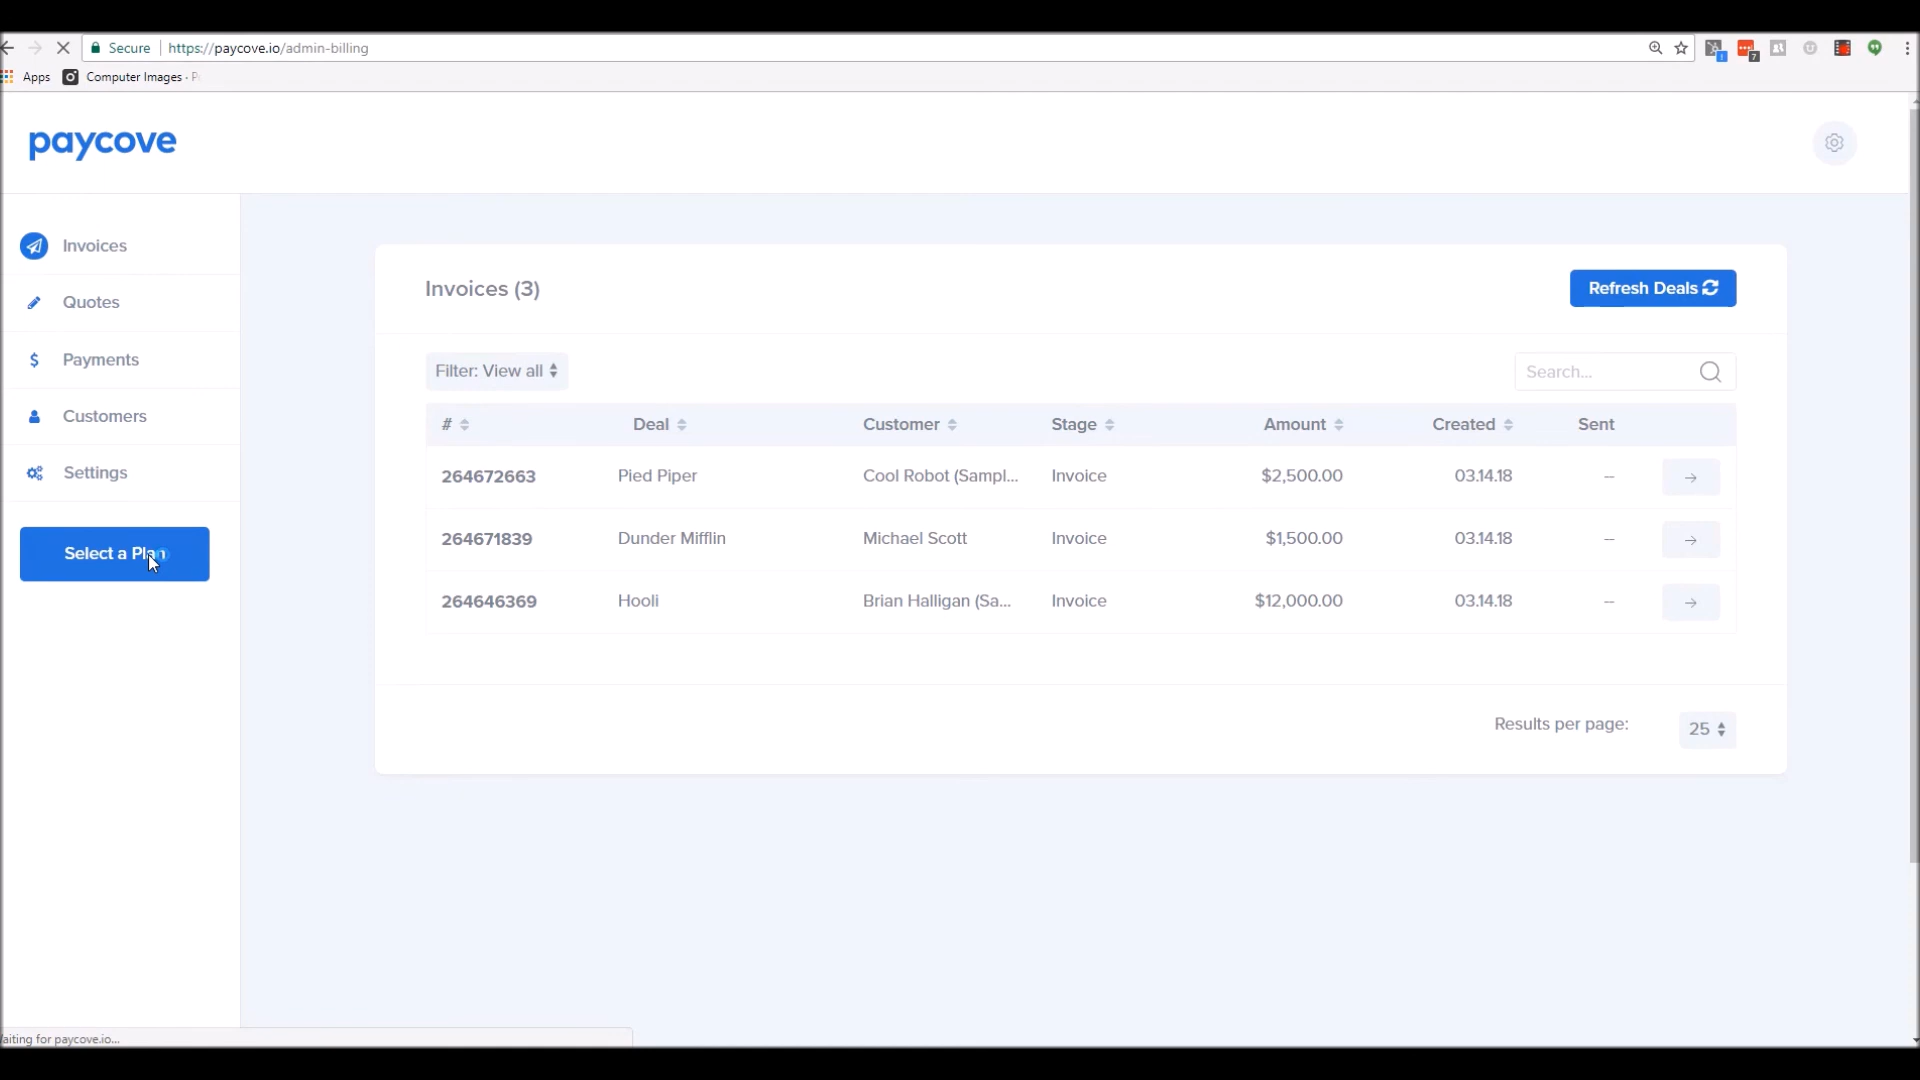 Secure | https://paycove.io/admin-billing
Apps Computer Images - P
1 7
paycove
Invoices
Quotes
$ Payments
Customers
Settings
Select a Plan
Invoices (3)
Refresh Deals
Filter: View all
Search...
# Deal Customer Stage Amount Created Sent
264672663 Pied Piper Cool Robot (Sampl... Invoice $2,500.00 03.14.18 --
264671839 Dunder Mifflin Michael Scott Invoice $1,500.00 03.14.18 --
264646369 Hooli Brian Halligan (Sa... Invoice $12,000.00 03.14.18 --
Results per page: 25
aiting for paycove.io...